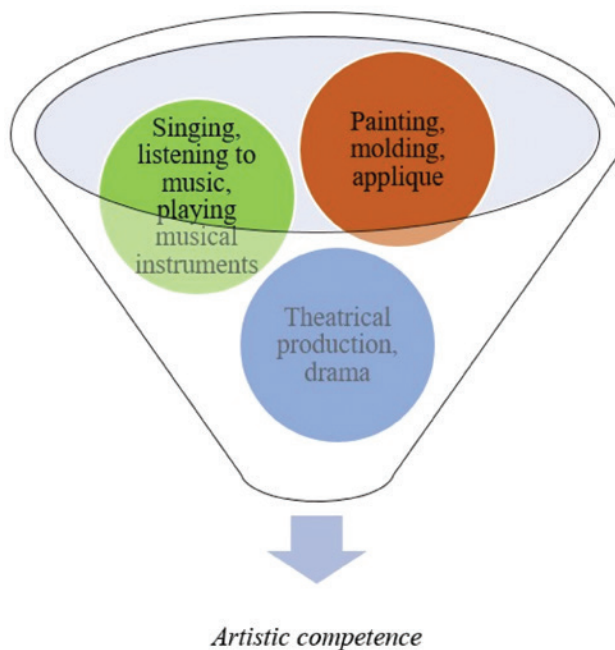 Singing,
listening to
music,
playing
musical
instruments
Painting,
molding,
applique
Theatrical
production,
drama
Artistic competence